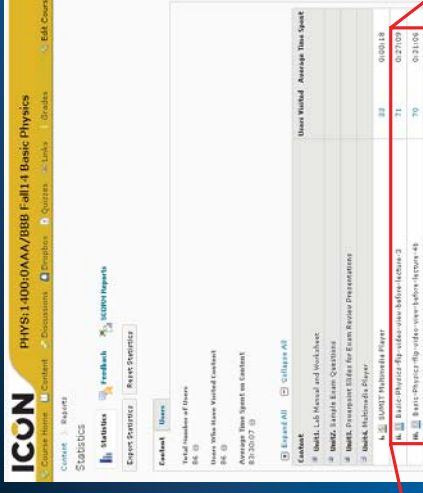 ICON
PHYS:1400:0AAA/BBB Fall14 Basic Physics
Course Home Content Discussions Dropbox Quizzes Links Grades Edit Cours
Content Reports
Statistics
Statistics Feedback SCORM Reports
Export Statistics Reset Statistics
Content Users
Total Number of Users
86
Users Who Have Visited Content
86
Average Time Spent on Content
83:30:07
Expand All Collapse All
Content Users Visited Average Time Spent
Unit1. Lab Manual and Worksheet
Unit2. Sample Exam Questions
Unit3. Powerpoint Slides for Exam Review Presentations
Unit4. Multimedia Player
i. SUMIT Multimedia Player 22 0:00:18
ii. Basic-Physics-flip-video-view-before-lecture-3 71 0:27:09
iii. Basic-Physics-flip-video-view-before-lecture-4b 70 0:21:06